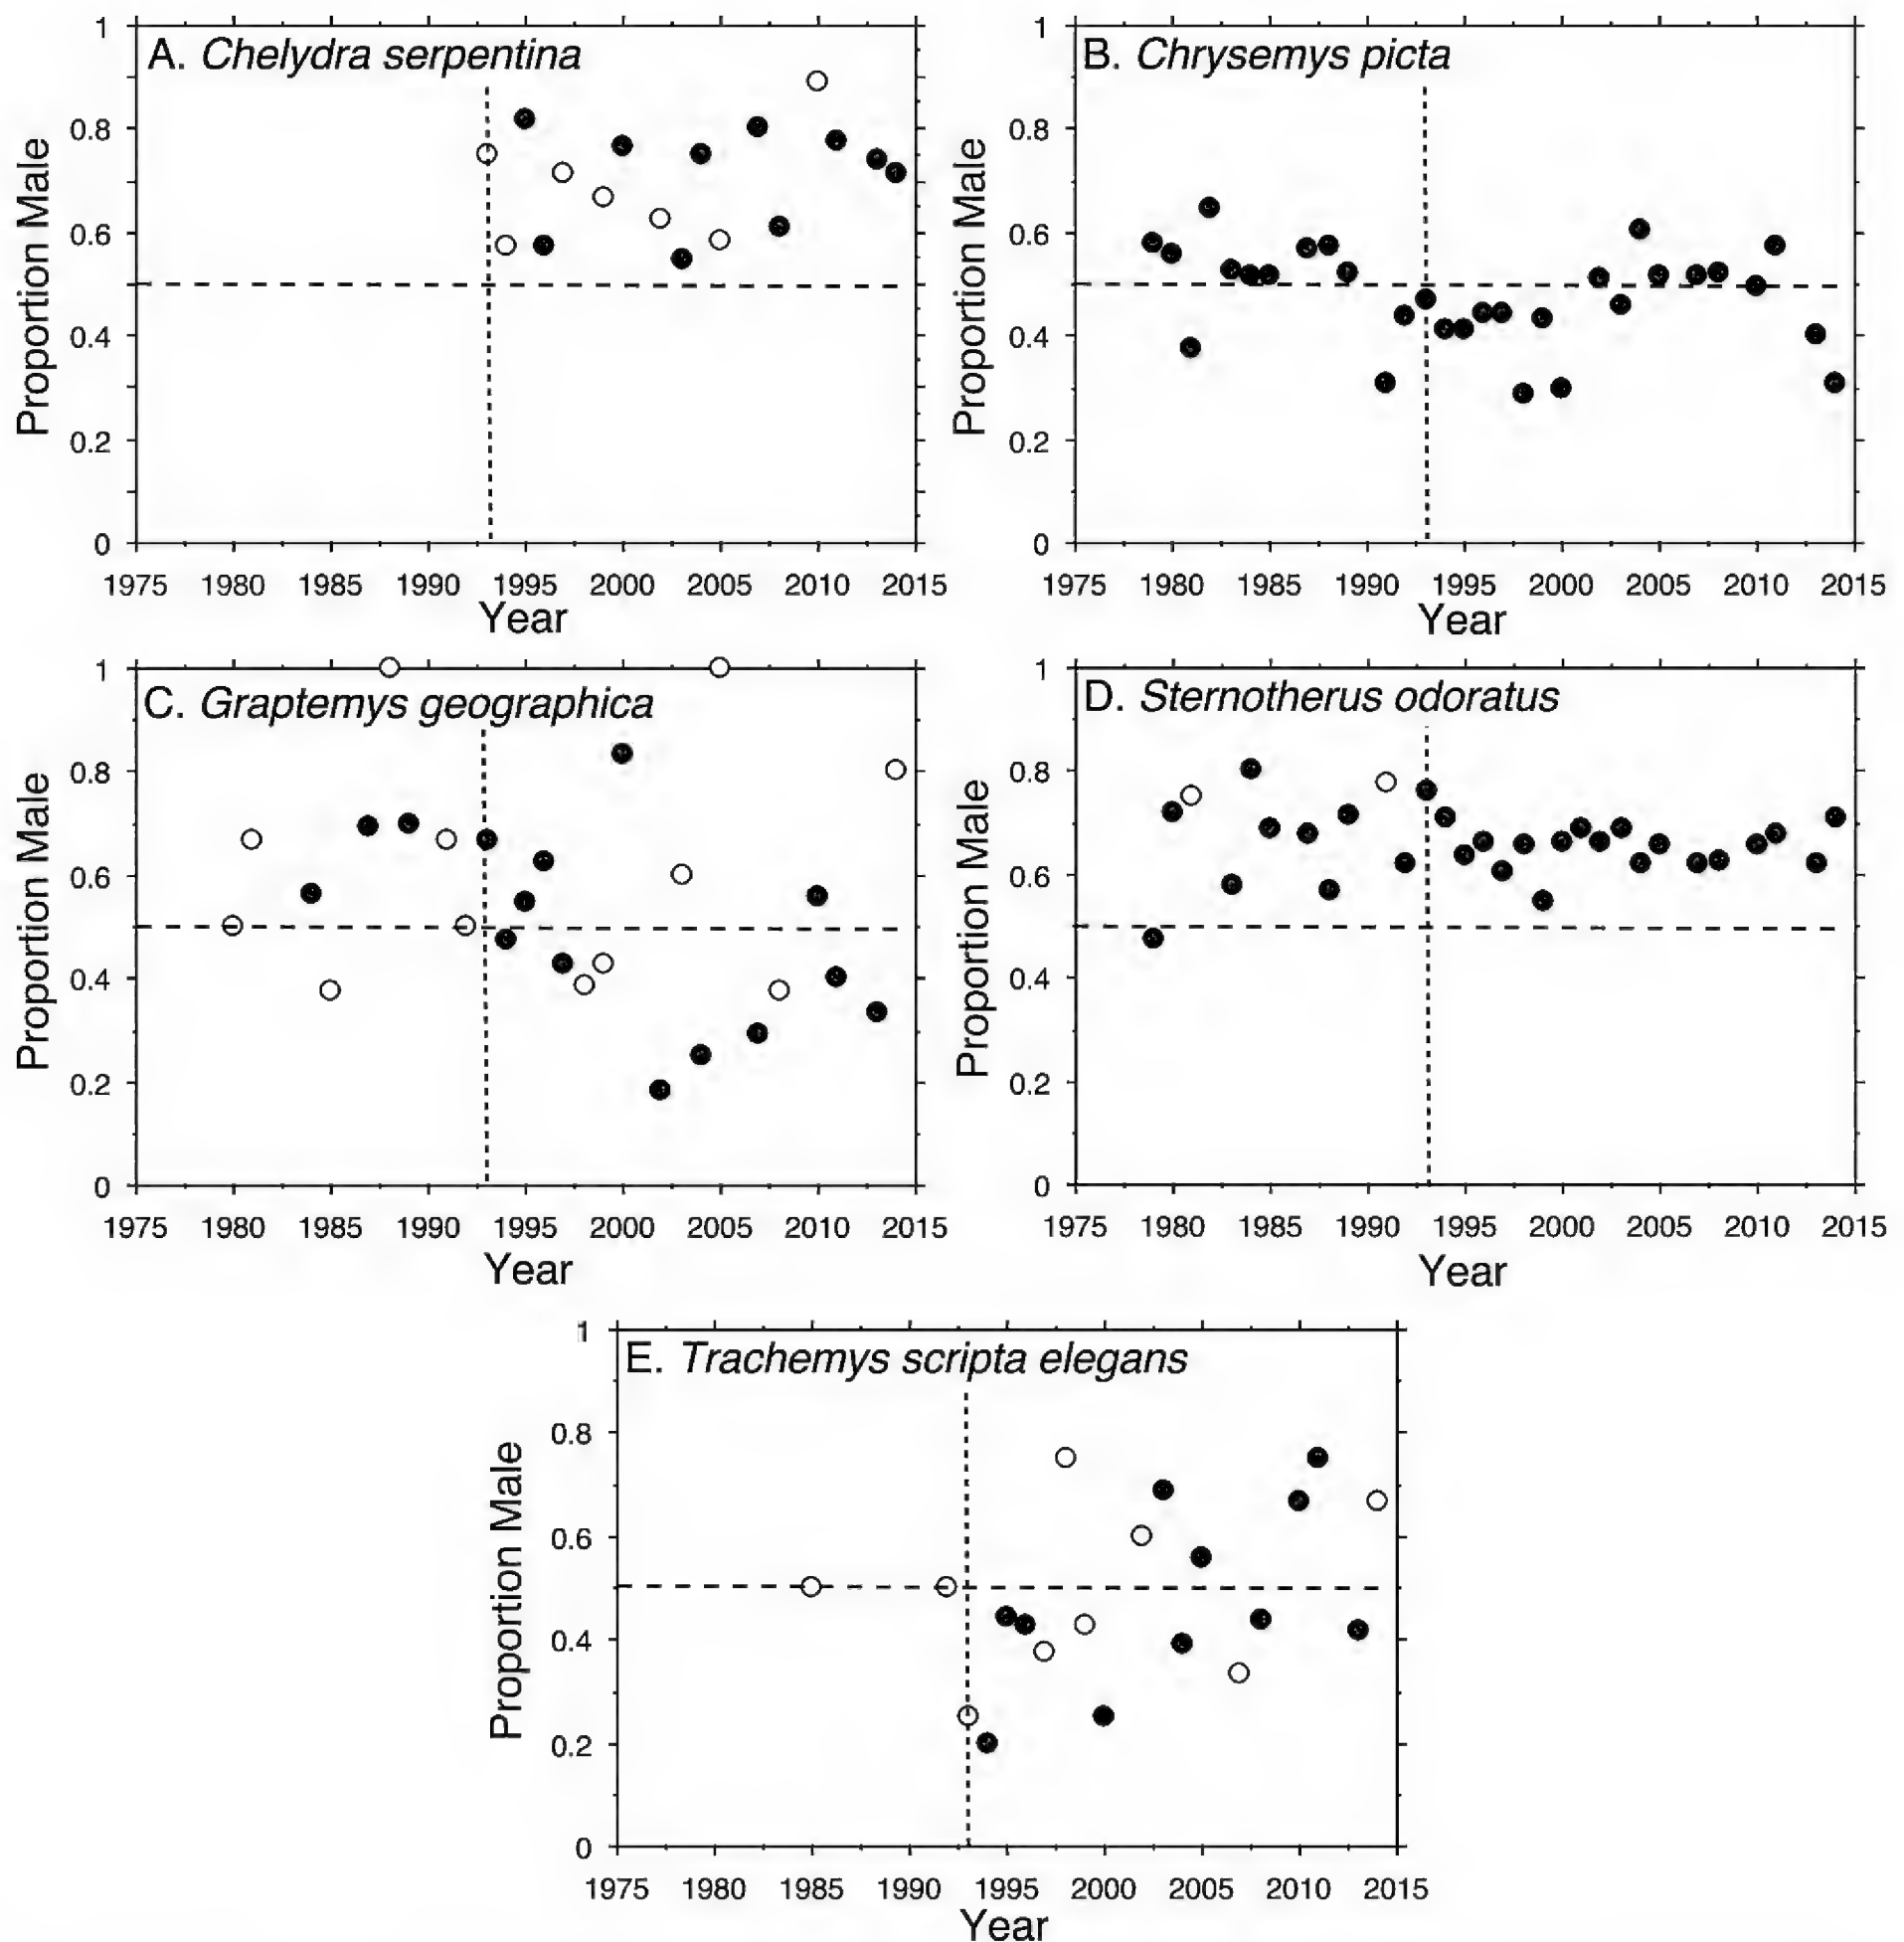 A. Chelydra serpentina
Proportion Male
1
0.8
0.6
0.4
0.2
0
1975 1980 1985 1990 1995 2000 2005 2010 2015
Year
B. Chrysemys picta
Proportion Male
1
0.8
0.6
0.4
0.2
0
1975 1980 1985 1990 1995 2000 2005 2010 2015
Year
C. Graptemys geographica
Proportion Male
1
0.8
0.6
0.4
0.2
0
1975 1980 1985 1990 1995 2000 2005 2010 2015
Year
D. Sternotherus odoratus
Proportion Male
1
0.8
0.6
0.4
0.2
0
1975 1980 1985 1990 1995 2000 2005 2010 2015
Year
E. Trachemys scripta elegans
Proportion Male
1
0.8
0.6
0.4
0.2
0
1975 1980 1985 1990 1995 2000 2005 2010 2015
Year